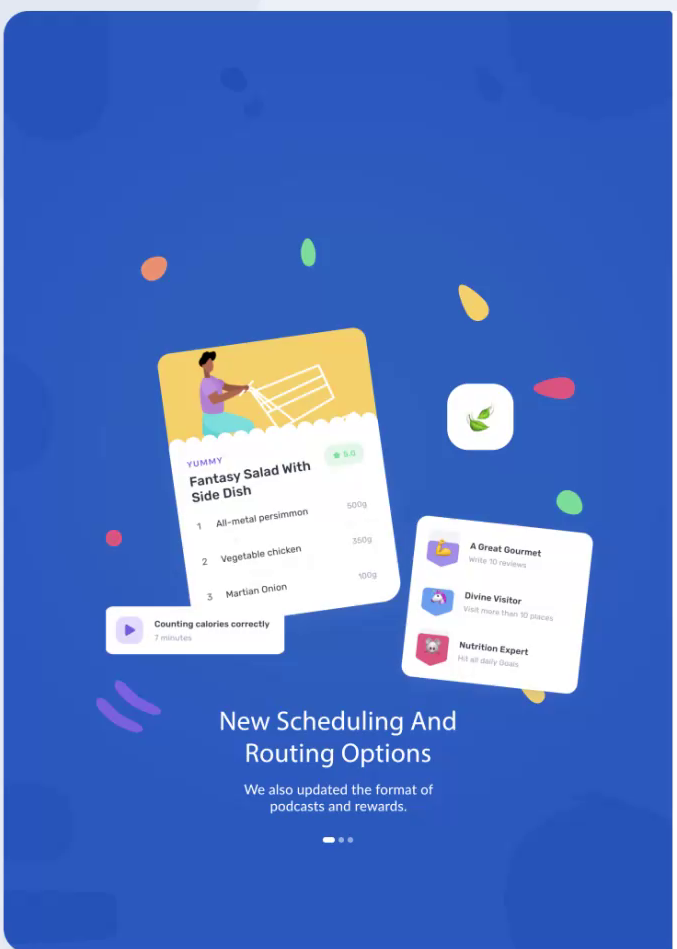 YUMMY
5.0
Fantasy Salad With
Side Dish
1 All-metal persimmon 500g
2 Vegetable chicken 350g
3 Martian Onion 100g
Counting calories correctly
7 minutes
A Great Gourmet
Write 10 reviews
Divine Visitor
Visit more than 10 places
Nutrition Expert
Hit all daily Goals
New Scheduling And
Routing Options
We also updated the format of
podcasts and rewards.